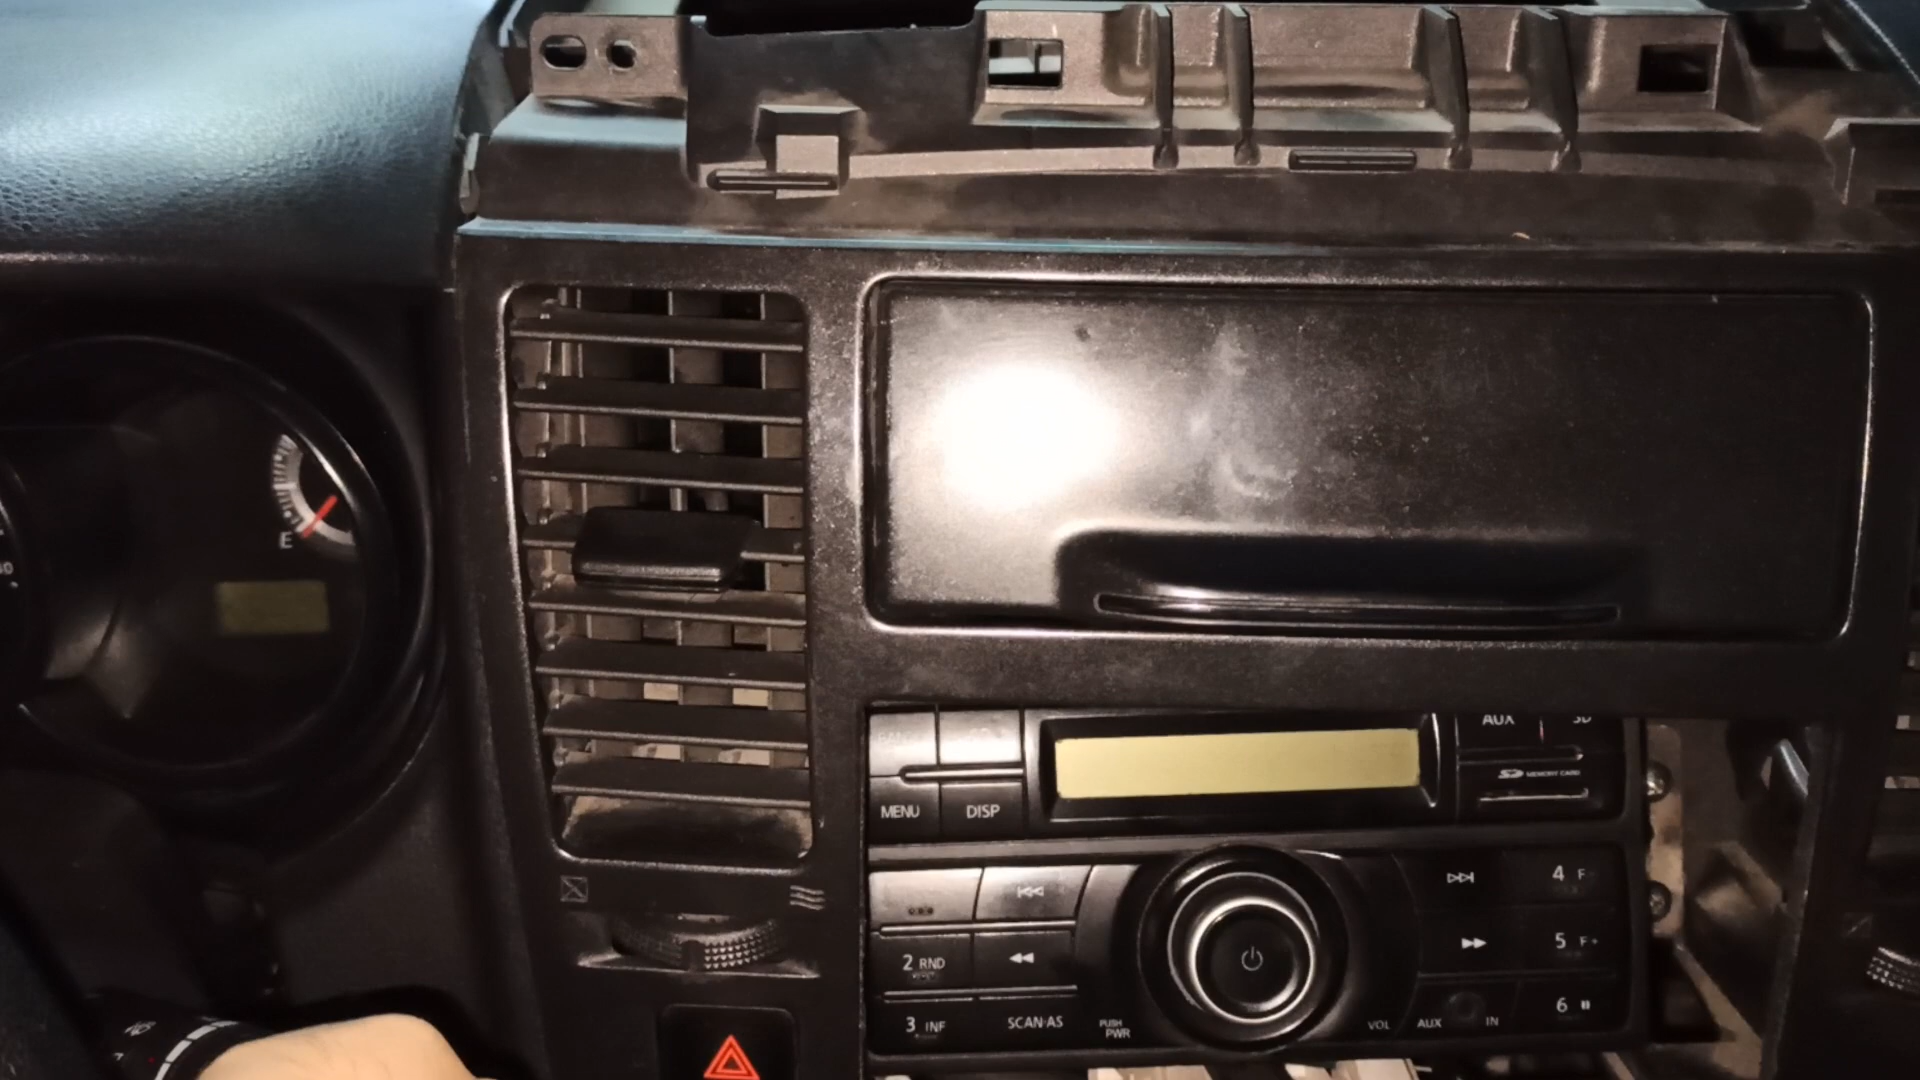 E
AUX SD
SD MEMORY CARD
MENU DISP
4 F
2 RND
5 F
3 INF
SCAN·AS
PUSH
PWR
VOL AUX IN
6